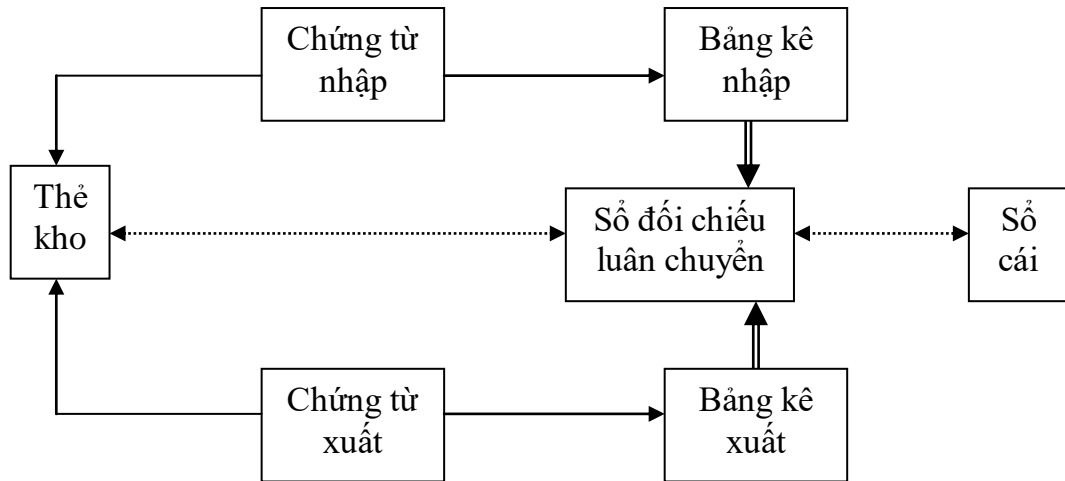 Chứng từ
nhập
Bảng kê
nhập
Thẻ
kho
Sổ đối chiếu
luân chuyển
Sổ
cái
Chứng từ
xuất
Bảng kê
xuất